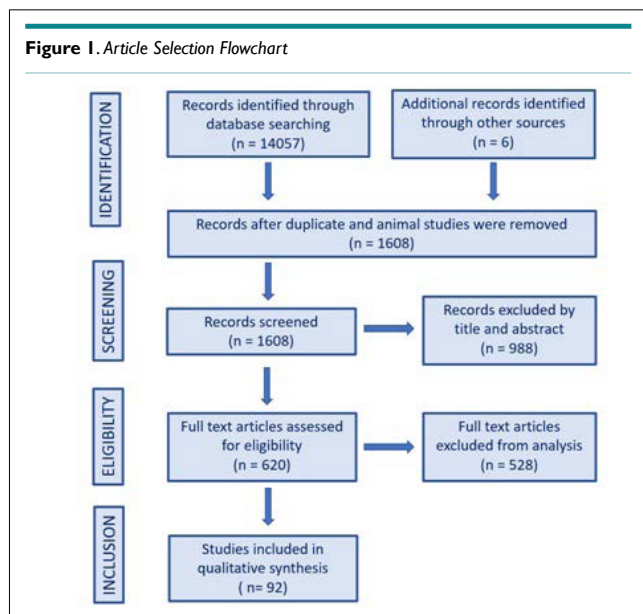 Figure 1. Article Selection Flowchart
IDENTIFICATION
Records identified through
database searching
(n = 14057)
Additional records identified
through other sources
(n = 6)
Records after duplicate and animal studies were removed
(n = 1608)
SCREENING
Records screened
(n = 1608)
Records excluded by
title and abstract
(n = 988)
ELIGIBILITY
Full text articles assessed
for eligibility
(n = 620)
Full text articles
excluded from analysis
(n = 528)
INCLUSION
Studies included in
qualitative synthesis
( n= 92)